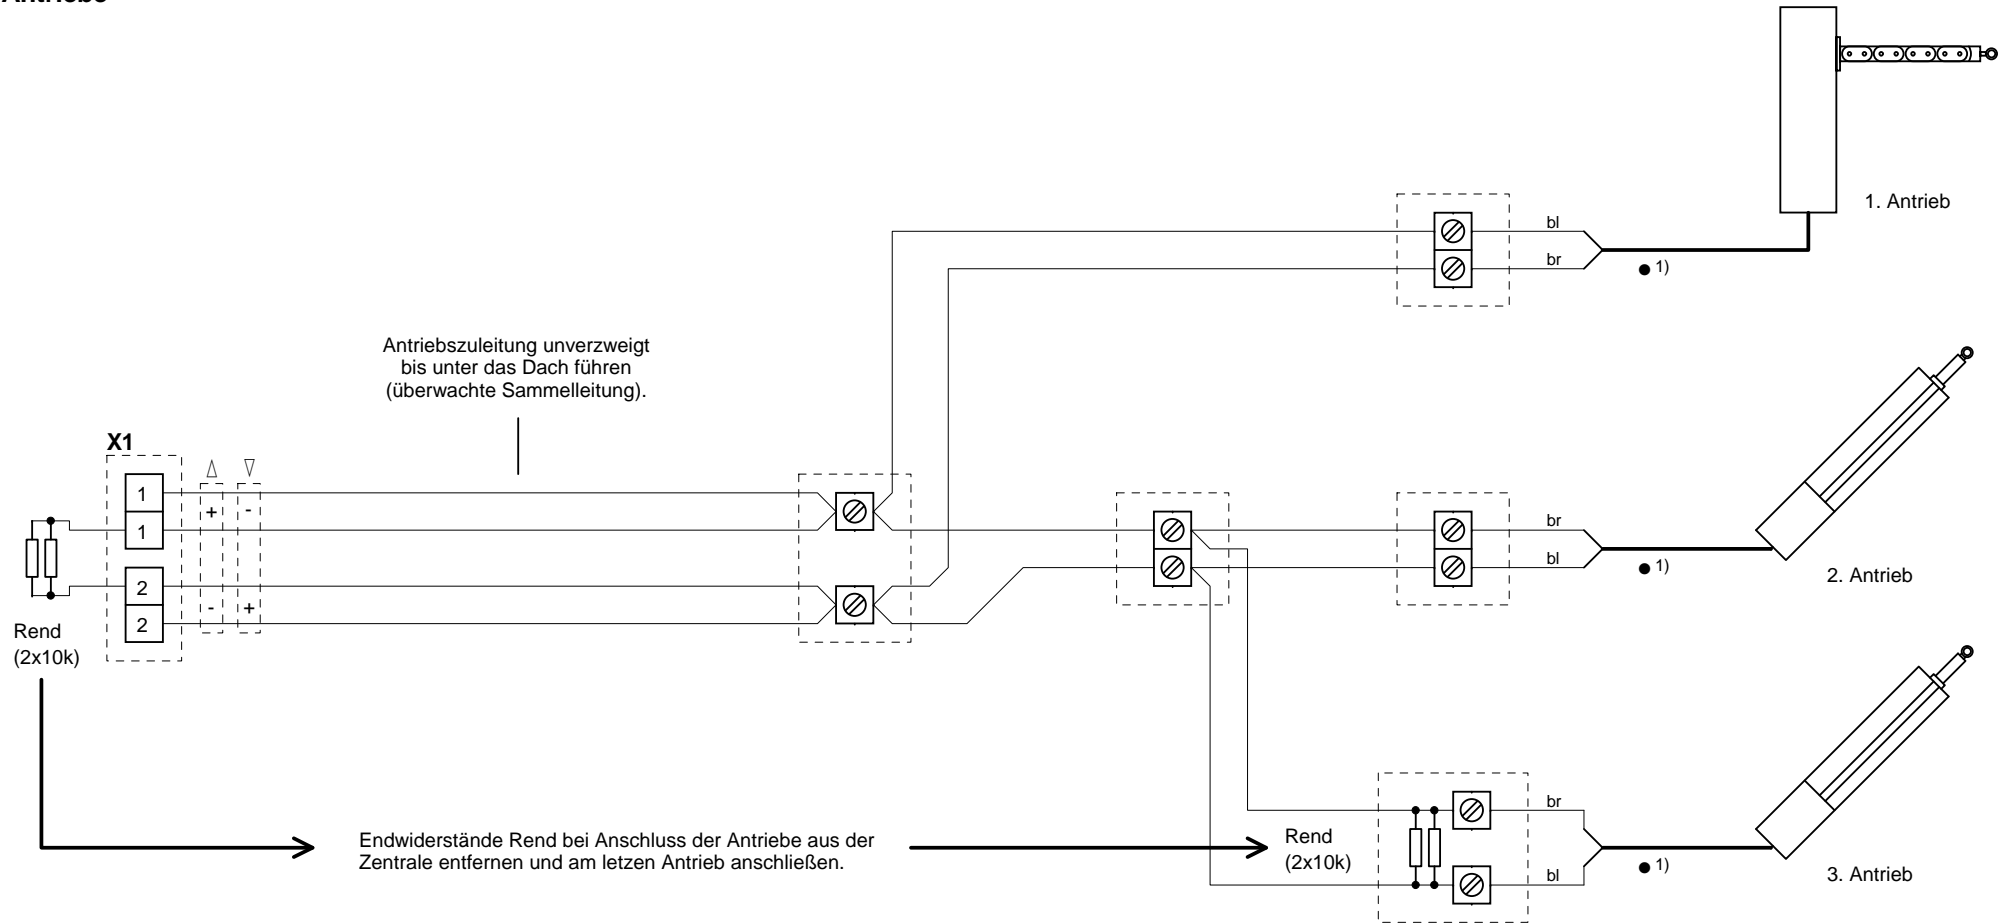 1. Antrieb
bl
br
1)
Antriebszuleitung unverzweigt
bis unter das Dach führen
(überwachte Sammelleitung).
X1
1
1
2
2
+
-
-
+
Rend
(2x10k)
br
bl
1)
2. Antrieb
Endwiderstände Rend bei Anschluss der Antriebe aus der
Zentrale entfernen und am letzen Antrieb anschließen.
Rend
(2x10k)
br
bl
1)
3. Antrieb